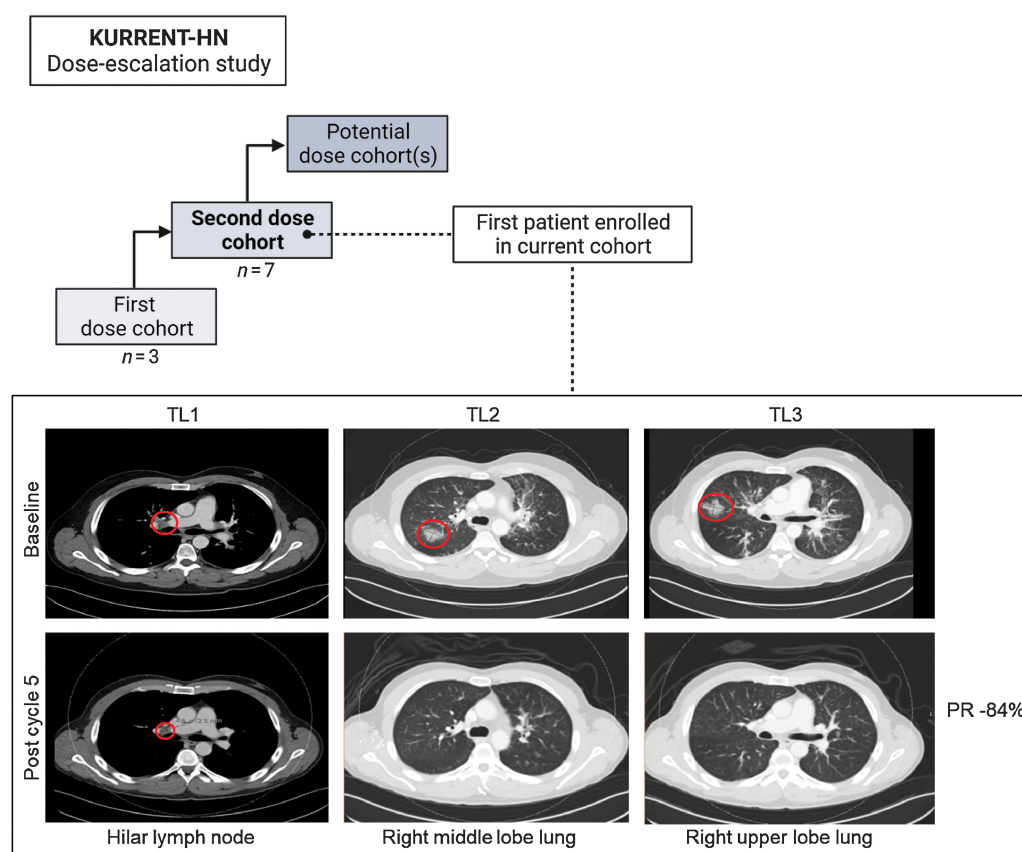 KURRENT-HN
Dose-escalation study
Potential
dose cohort(s)
Second dose
cohort
n = 7
First patient enrolled
in current cohort
First
dose cohort
n = 3
TL1
TL2
TL3
Baseline
Post cycle 5
PR -84%
Hilar lymph node
Right middle lobe lung
Right upper lobe lung